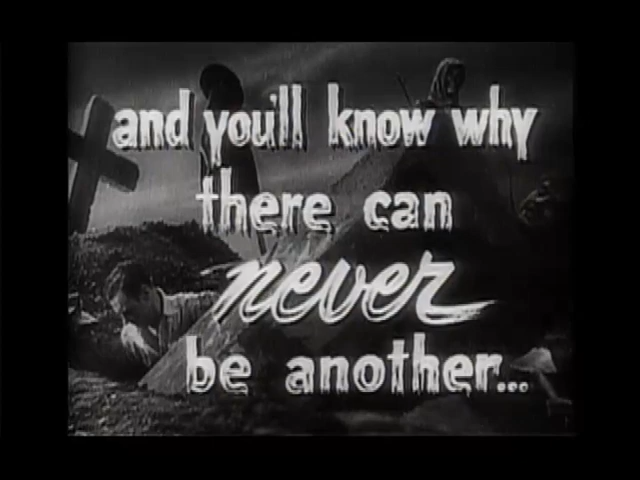 and you'll know why
there can
never
be another...